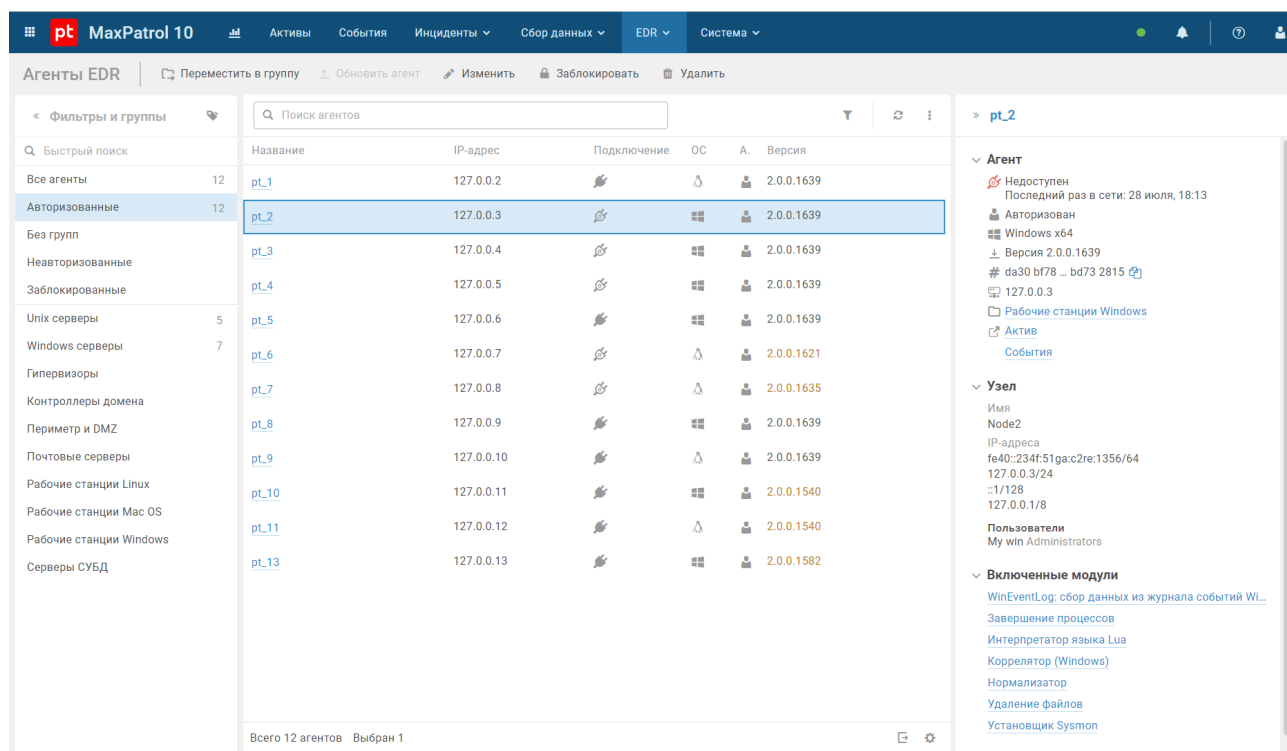 pt MaxPatrol 10 Активы События Инциденты Сбор данных EDR Система
Агенты EDR Переместить в группу Обновить агент Изменить Заблокировать Удалить
Фильтры и группы
Быстрый поиск
Все агенты 12
Авторизованные 12
Без групп
Неавторизованные
Заблокированные
Unix серверы 5
Windows серверы 7
Гипервизоры
Контроллеры домена
Периметр и DMZ
Почтовые серверы
Рабочие станции Linux
Рабочие станции Mac OS
Рабочие станции Windows
Серверы СУБД
Поиск агентов
Название IP-адрес Подключение ОС А. Версия
pt_1 127.0.0.2 2.0.0.1639
pt_2 127.0.0.3 2.0.0.1639
pt_3 127.0.0.4 2.0.0.1639
pt_4 127.0.0.5 2.0.0.1639
pt_5 127.0.0.6 2.0.0.1639
pt_6 127.0.0.7 2.0.0.1621
pt_7 127.0.0.8 2.0.0.1635
pt_8 127.0.0.9 2.0.0.1639
pt_9 127.0.0.10 2.0.0.1639
pt_10 127.0.0.11 2.0.0.1540
pt_11 127.0.0.12 2.0.0.1540
pt_13 127.0.0.13 2.0.0.1582
Всего 12 агентов Выбран 1
pt_2
Агент
Недоступен
Последний раз в сети: 28 июля, 18:13
Авторизован
Windows x64
Версия 2.0.0.1639
# da30 bf78 ... bd73 2815
127.0.0.3
Рабочие станции Windows
Актив
События
Узел
Имя
Node2
IP-адреса
fe40::234f:51ga:c2re:1356/64
127.0.0.3/24
::1/128
127.0.0.1/8
Пользователи
My win Administrators
Включенные модули
WinEventLog: сбор данных из журнала событий Wi...
Завершение процессов
Интерпретатор языка Lua
Коррелятор (Windows)
Нормализатор
Удаление файлов
Установщик Sysmon